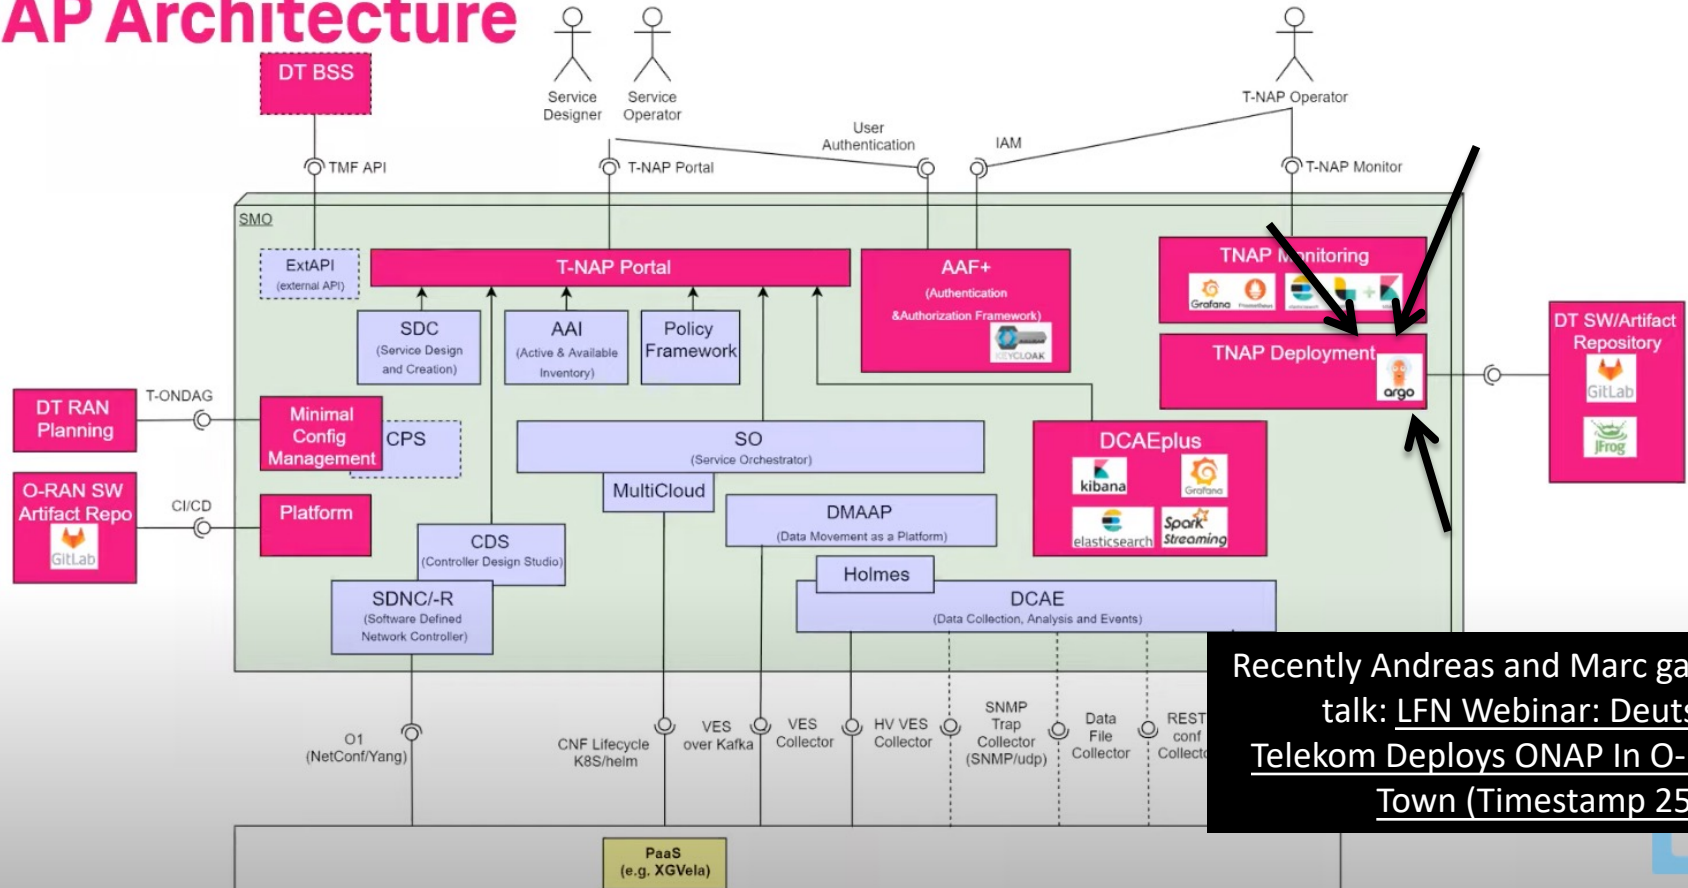 AP Architecture
DT BSS
Service
Designer
Service
Operator
T-NAP Operator
User
Authentication
IAM
TMF API
T-NAP Portal
T-NAP Monitor
SMO
ExtAPI
(external API)
T-NAP Portal
AAF+
(Authentication
&Authorization Framework)
KEYCLOAK
TNAP Monitoring
Grafana
Prometheus
elasticsearch
+
SDC
(Service Design
and Creation)
AAI
(Active & Available
Inventory)
Policy
Framework
TNAP Deployment
argo
DT SW/Artifact
Repository
GitLab
JFrog
T-ONDAG
DT RAN
Planning
Minimal
Config
Management
CPS
SO
(Service Orchestrator)
DCAEplus
kibana
Grafana
elasticsearch
Spark
Streaming
O-RAN SW
Artifact Repo
GitLab
CI/CD
Platform
MultiCloud
DMAAP
(Data Movement as a Platform)
CDS
(Controller Design Studio)
Holmes
SDNC/-R
(Software Defined
Network Controller)
DCAE
(Data Collection, Analysis and Events)
O1
(NetConf/Yang)
CNF Lifecycle
K8S/helm
VES
over Kafka
VES
Collector
HV VES
Collector
SNMP
Trap
Collector
(SNMP/udp)
Data
File
Collector
REST
conf
Collect
Recently Andreas and Marc ga
talk: LFN Webinar: Deuts
Telekom Deploys ONAP In O-
Town (Timestamp 25
PaaS
(e.g. XGVela)